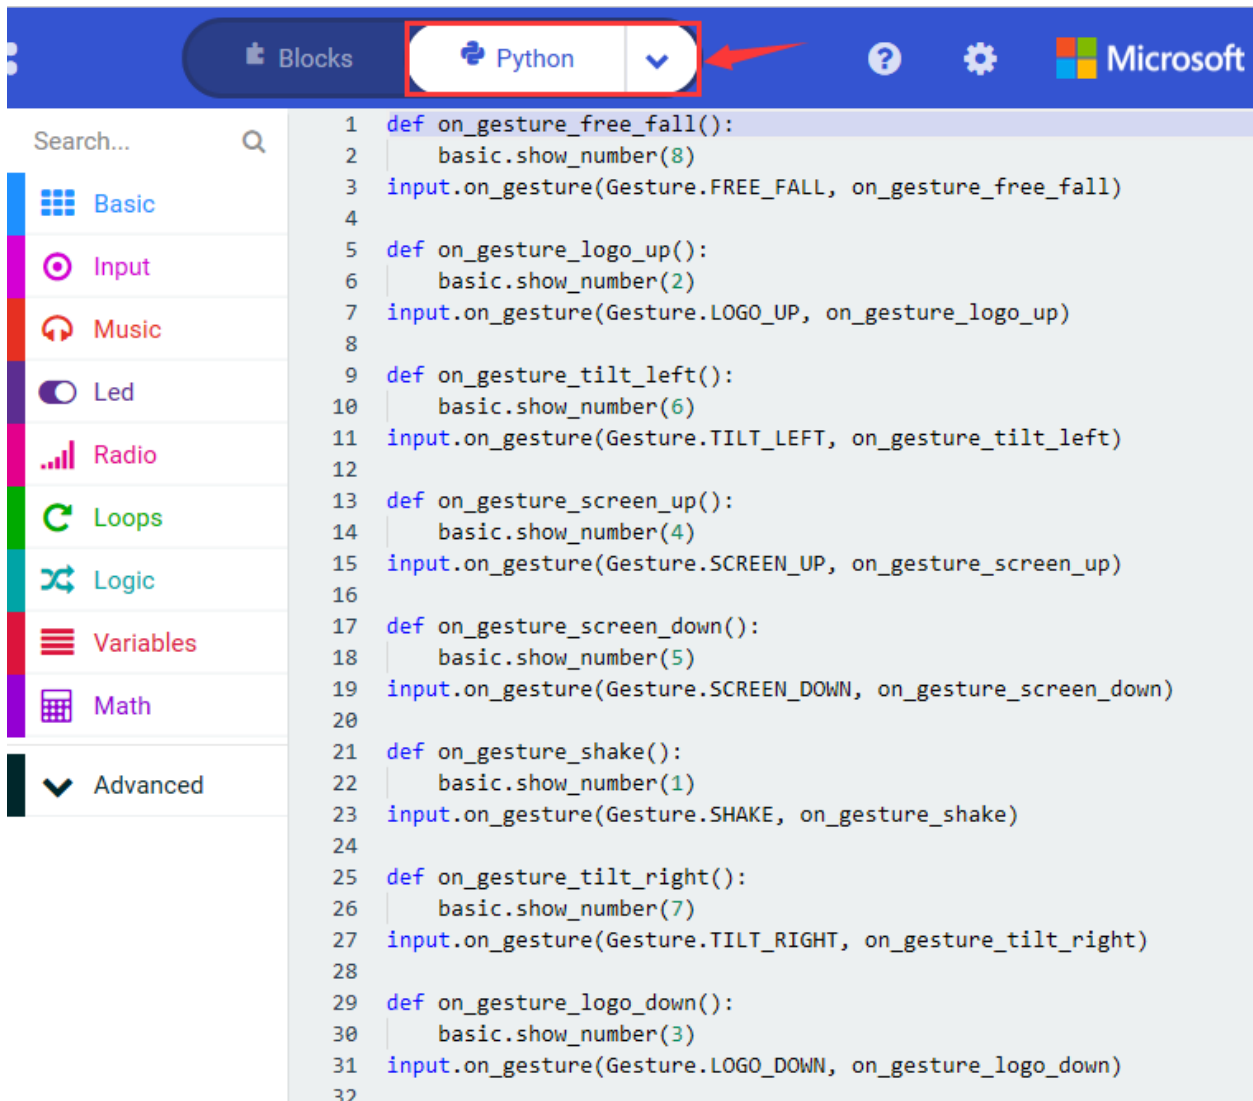 Blocks
Python
Microsoft
Search...
Basic
Input
Music
Led
Radio
Loops
Logic
Variables
Math
Advanced
1 def on_gesture_free_fall():
2     basic.show_number(8)
3 input.on_gesture(Gesture.FREE_FALL, on_gesture_free_fall)
4
5 def on_gesture_logo_up():
6     basic.show_number(2)
7 input.on_gesture(Gesture.LOGO_UP, on_gesture_logo_up)
8
9 def on_gesture_tilt_left():
10     basic.show_number(6)
11 input.on_gesture(Gesture.TILT_LEFT, on_gesture_tilt_left)
12
13 def on_gesture_screen_up():
14     basic.show_number(4)
15 input.on_gesture(Gesture.SCREEN_UP, on_gesture_screen_up)
16
17 def on_gesture_screen_down():
18     basic.show_number(5)
19 input.on_gesture(Gesture.SCREEN_DOWN, on_gesture_screen_down)
20
21 def on_gesture_shake():
22     basic.show_number(1)
23 input.on_gesture(Gesture.SHAKE, on_gesture_shake)
24
25 def on_gesture_tilt_right():
26     basic.show_number(7)
27 input.on_gesture(Gesture.TILT_RIGHT, on_gesture_tilt_right)
28
29 def on_gesture_logo_down():
30     basic.show_number(3)
31 input.on_gesture(Gesture.LOGO_DOWN, on_gesture_logo_down)
32